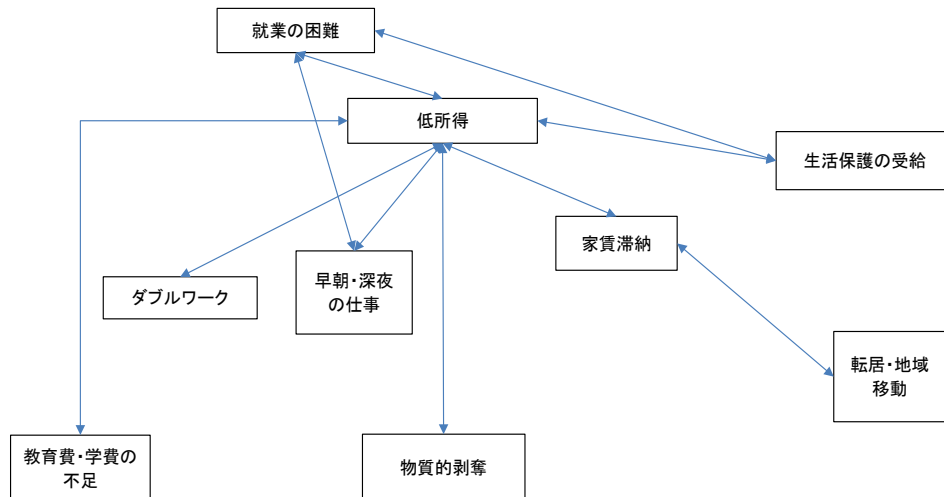 就業の困難
低所得
生活保護の受給
家賃滞納
早朝・深夜
の仕事
ダブルワーク
転居・地域
移動
教育費・学費の
不足
物質的剥奪